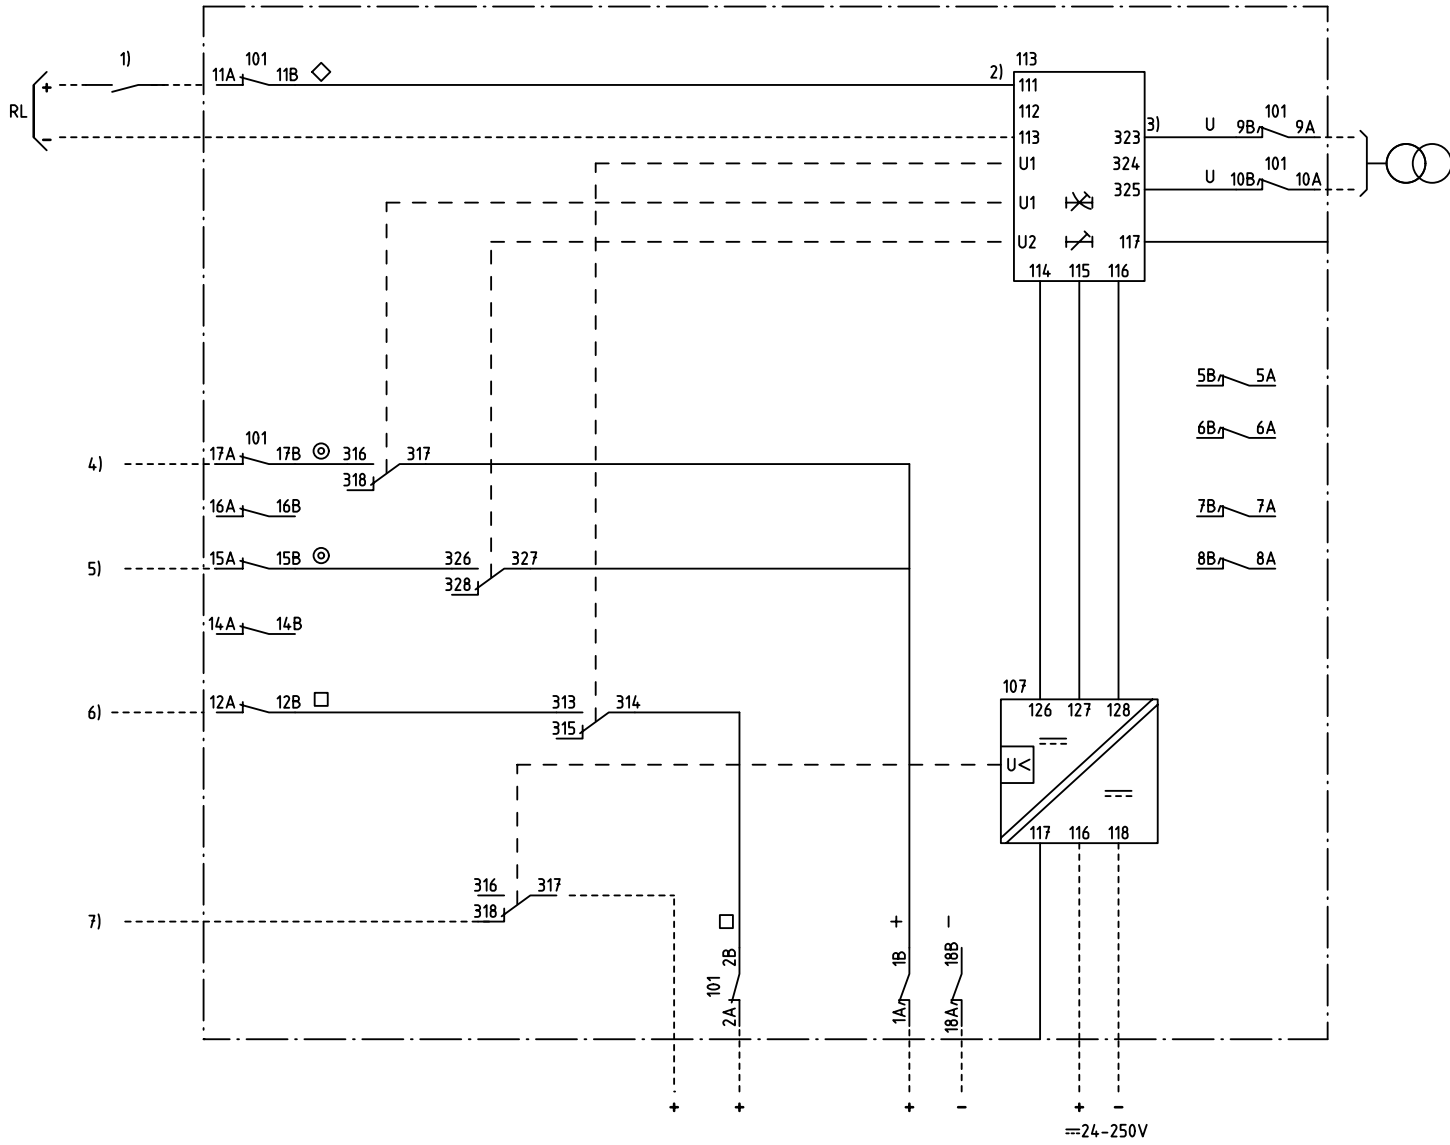 1) 101 113
11A 11B 2) 111
RL + 112 101
- 113 323 3) U 9B 9A
U1 324 101
325 U 10B 10A
U1
U2 117
114 115 116
5B 5A
6B 6A
101
4) 17A 17B 316 317
318
16A 16B 7B 7A
5) 15A 15B 326 327 8B 8A
328
14A 14B
107
6) 12A 12B 313 314 126 127 128
315
U<
117 116 118
316 317
7) 318 + -
2B 1B 18B
101
2A 1A 18A
+ + + - + -
24-250V